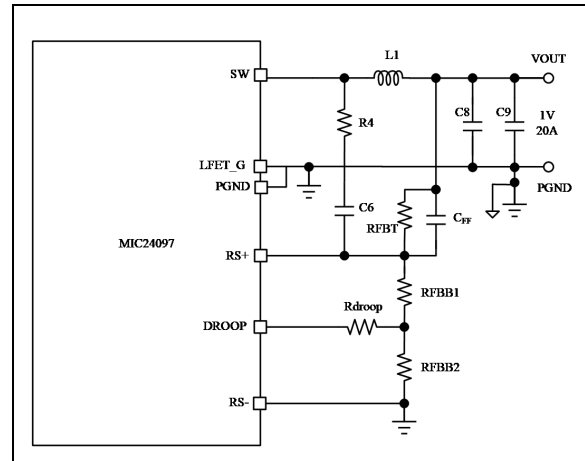 L1
VOUT
SW
C8
C9
1V
20A
R4
LFET_G
PGND
PGND
C6
RFBT
CFF
MIC24097
RS+
RFBB1
Rdroop
DROOP
RFBB2
RS-